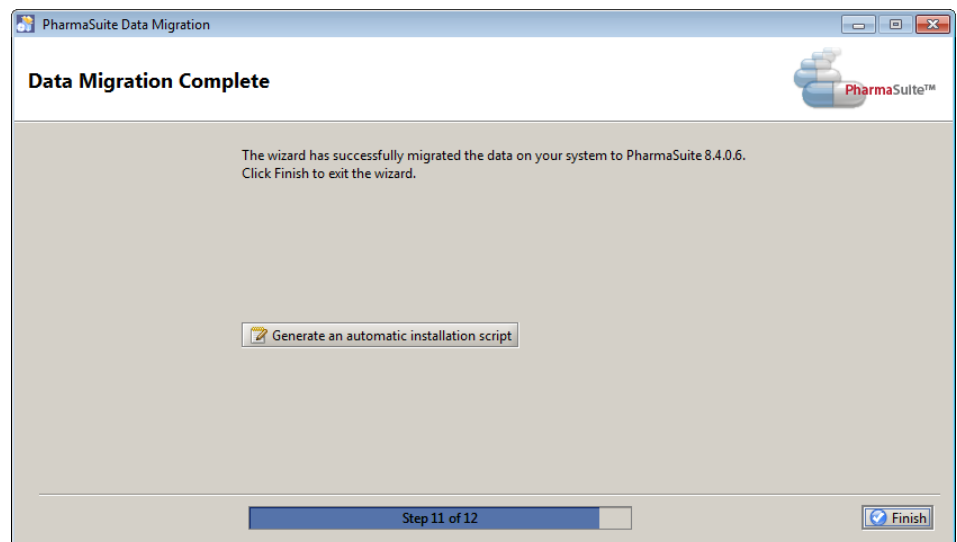 PharmaSuite Data Migration
Data Migration Complete
PharmaSuite™
The wizard has successfully migrated the data on your system to PharmaSuite 8.4.0.6.
Click Finish to exit the wizard.
Generate an automatic installation script
Step 11 of 12
Finish